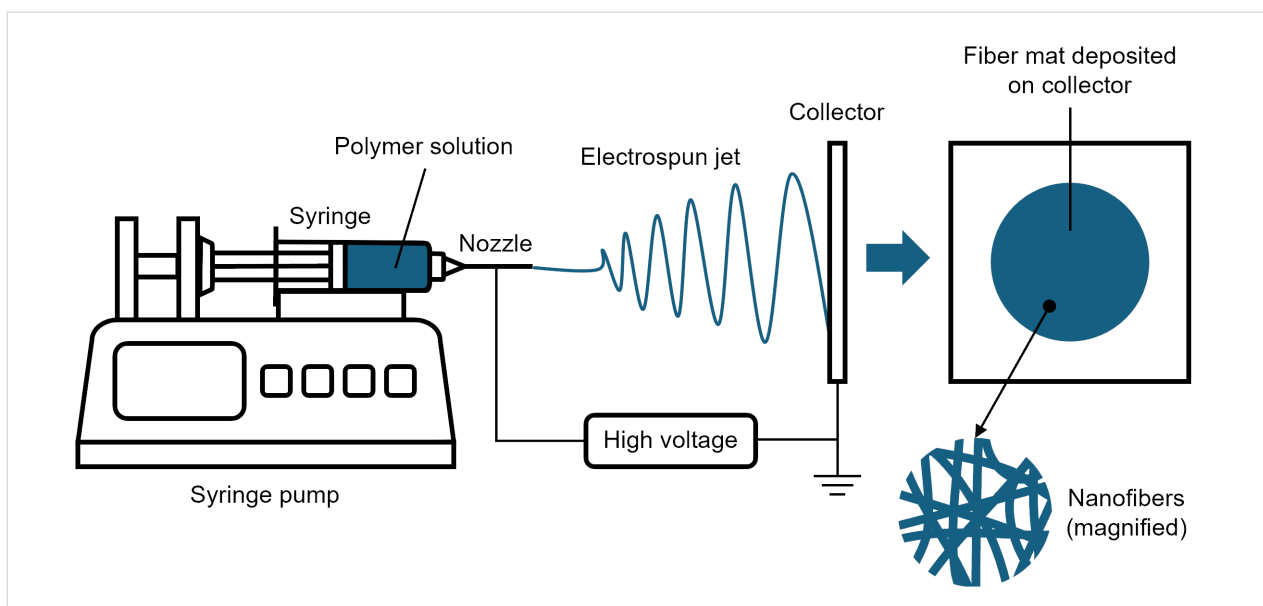 Fiber mat deposited
on collector
Collector
Polymer solution
Electrospun jet
Syringe
Nozzle
High voltage
Syringe pump
Nanofibers
(magnified)